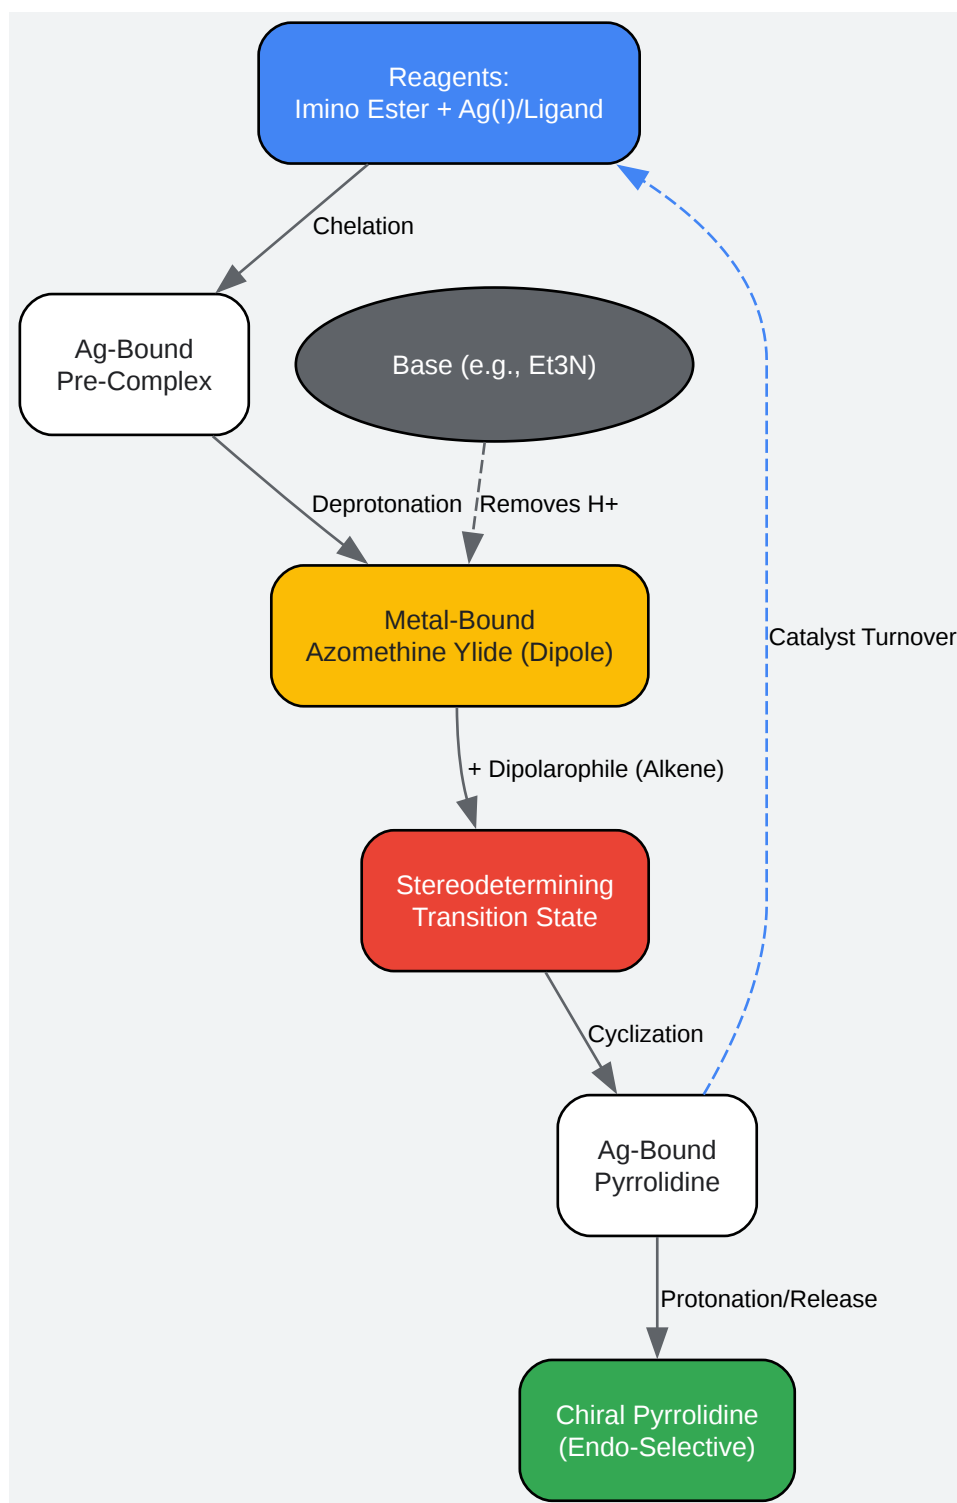 Reagents:
Imino Ester + Ag(I)/Ligand
Chelation
Ag-Bound
Pre-Complex
Base (e.g., Et3N)
Deprotonation
Removes H+
Metal-Bound
Azomethine Ylide (Dipole)
Catalyst Turnover
+ Dipolarophile (Alkene)
Stereodetermining
Transition State
Cyclization
Ag-Bound
Pyrrolidine
Protonation/Release
Chiral Pyrrolidine
(Endo-Selective)